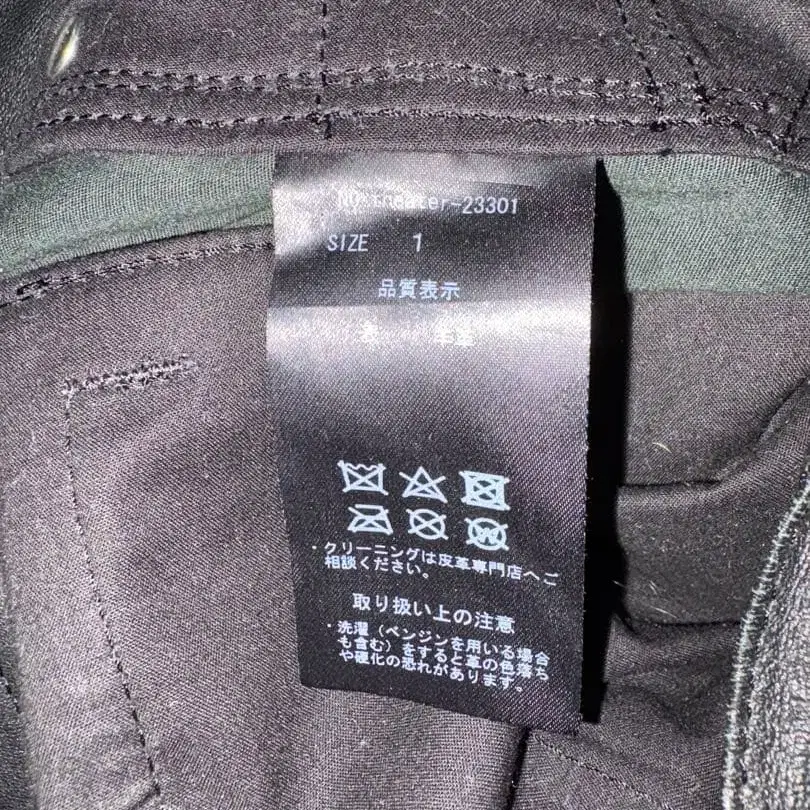 NO theater-23301
SIZE 1
品質表示
表 牛革
・クリーニングは皮革専門店へご
相談ください。
取り扱い上の注意
・洗濯(ベンジンを用いる場合
も含む)をすると革の色落ち
や硬化の恐れがあります。